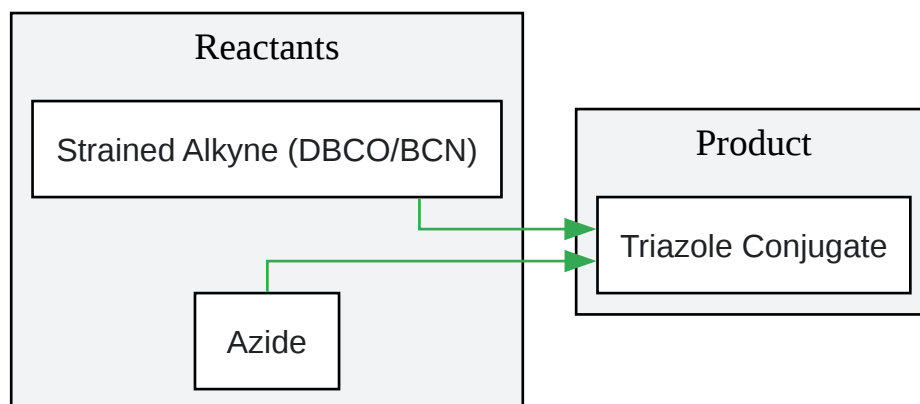 Reactants
Strained Alkyne (DBCO/BCN)
Azide
Product
Triazole Conjugate